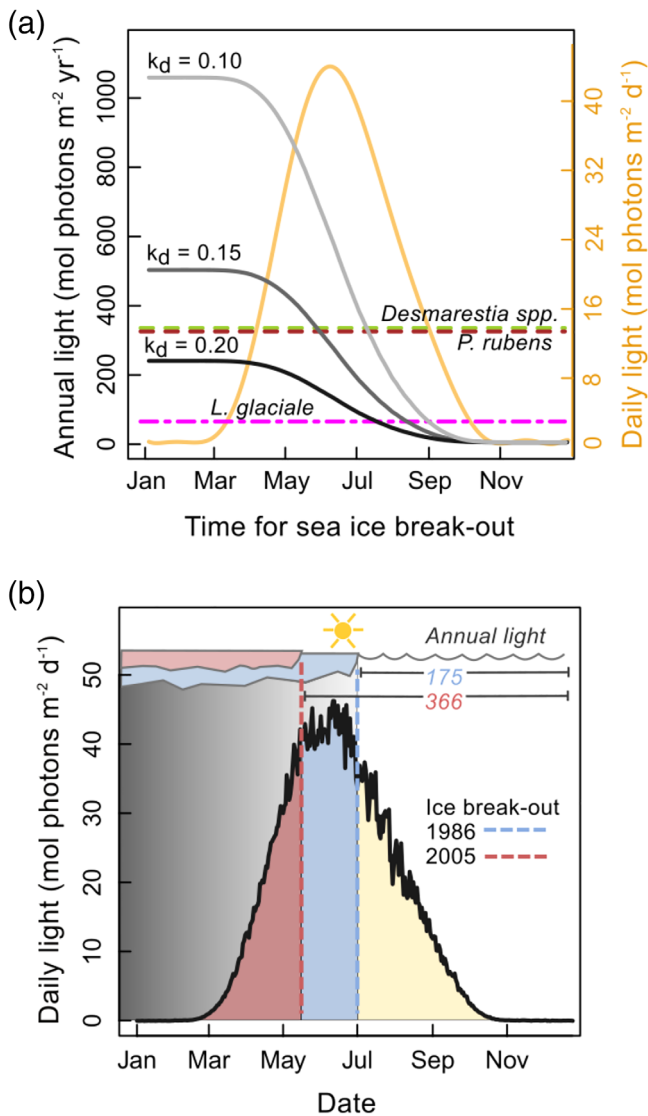 (a)
Annual light (mol photons m-2 yr-1)
0 200 400 600 800 1000
kd = 0.10
kd = 0.15
kd = 0.20
Desmarestia spp.
P. rubens
L. glaciale
Daily light (mol photons m-2 d-1)
0 8 16 24 32 40
Jan Mar May Jul Sep Nov
Time for sea ice break-out
(b)
Daily light (mol photons m-2 d-1)
0 10 20 30 40 50
Annual light
175
366
Ice break-out
1986
2005
Jan Mar May Jul Sep Nov
Date